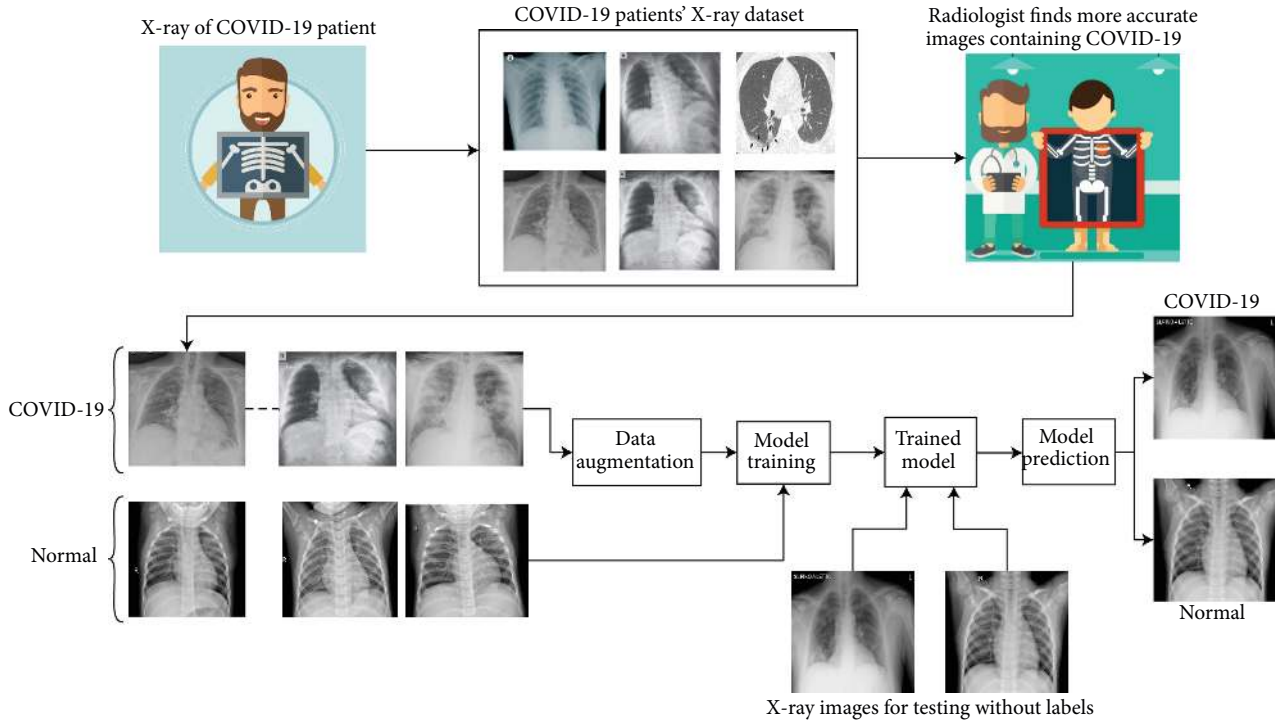 X-ray of COVID-19 patient
COVID-19 patients' X-ray dataset
Radiologist finds more accurate
images containing COVID-19
COVID-19
COVID-19
Data
augmentation
Model
training
Trained
model
Model
prediction
Normal
Normal
X-ray images for testing without labels